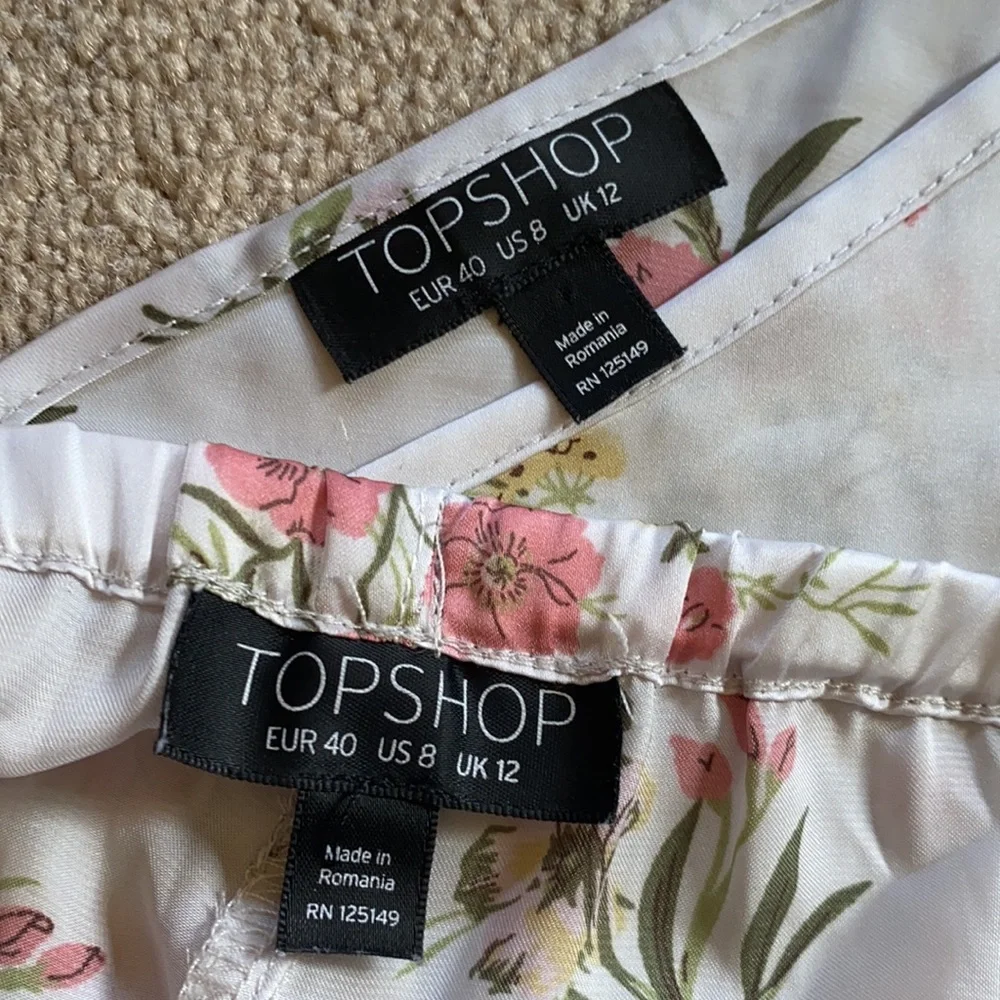 TOPSHOP
EUR 40 US 8 UK 12
Made in
Romania
RN 125149
TOPSHOP
EUR 40 US 8 UK 12
Made in
Romania
RN 125149